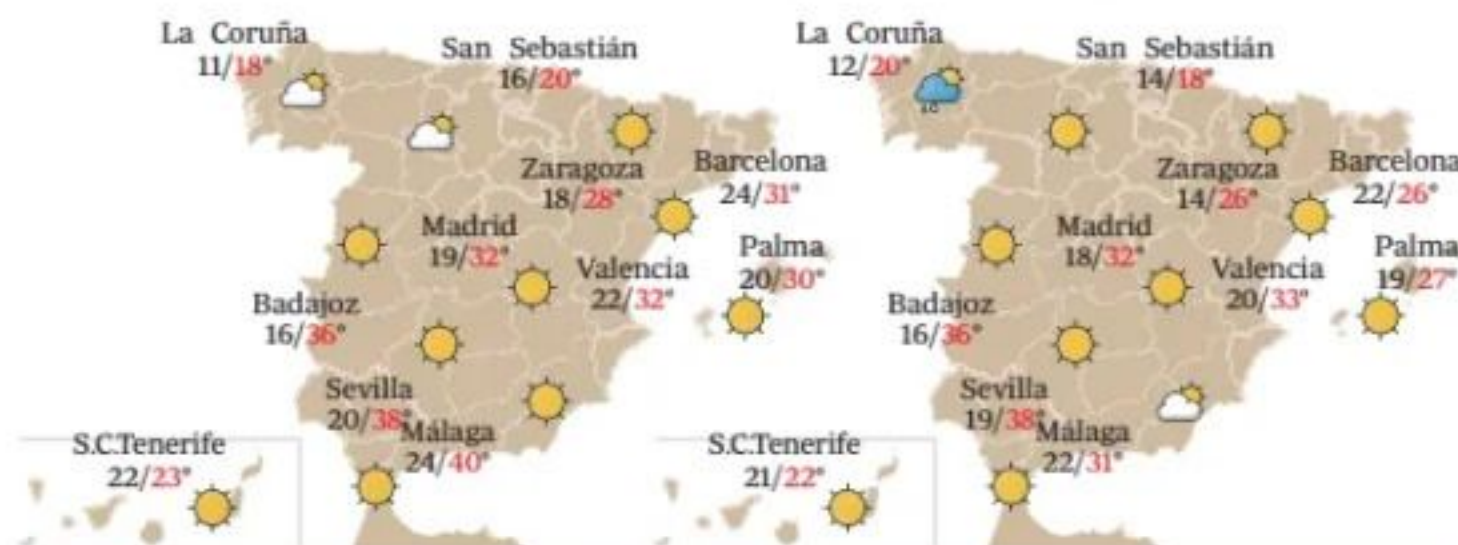 La Coruña
11/18°
San Sebastián
16/20°
Zaragoza
18/28°
Barcelona
24/31°
Madrid
19/32°
Palma
20/30°
Valencia
22/32°
Badajoz
16/36°
Sevilla
20/38°
Málaga
24/40°
S.C.Tenerife
22/23°
La Coruña
12/20°
San Sebastián
14/18°
Zaragoza
14/26°
Barcelona
22/26°
Madrid
18/32°
Palma
19/27°
Valencia
20/33°
Badajoz
16/36°
Sevilla
19/38°
Málaga
22/31°
S.C.Tenerife
21/22°